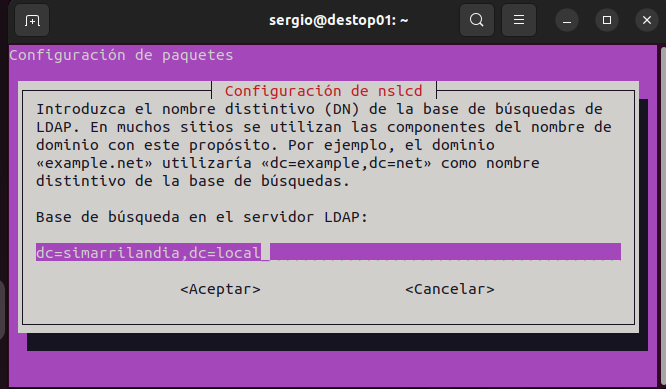 sergio@destop01: ~
Configuración de paquetes
Configuración de nslcd
Introduzca el nombre distintivo (DN) de la base de búsquedas de
LDAP. En muchos sitios se utilizan las componentes del nombre de
dominio con este propósito. Por ejemplo, el dominio
«example.net» utilizaría «dc=example,dc=net» como nombre
distintivo de la base de búsquedas.
Base de búsqueda en el servidor LDAP:
dc=simarrilandia,dc=local
<Aceptar> <Cancelar>